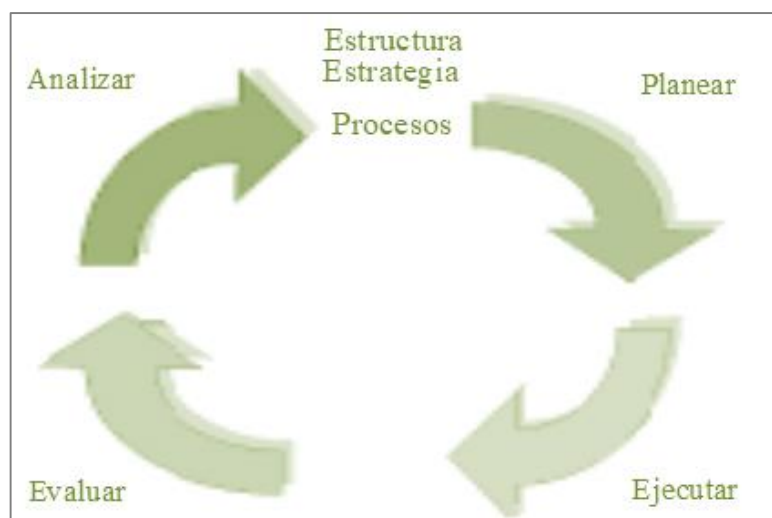 Estructura
Analizar
Estrategia
Planear
Procesos
Evaluar
Ejecutar